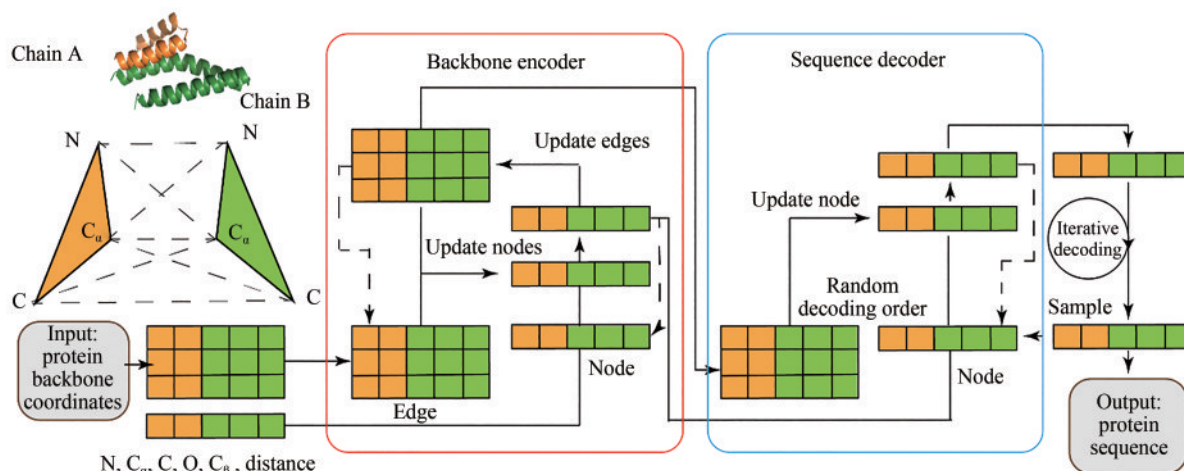 Chain A
Chain B
N
N
Cα
Cα
C
C
Input:
protein
backbone
coordinates
N, Cα, C, O, Cβ, distance
Backbone encoder
Update edges
Update nodes
Edge
Node
Sequence decoder
Update node
Random
decoding order
Node
Iterative
decoding
Sample
Output:
protein
sequence